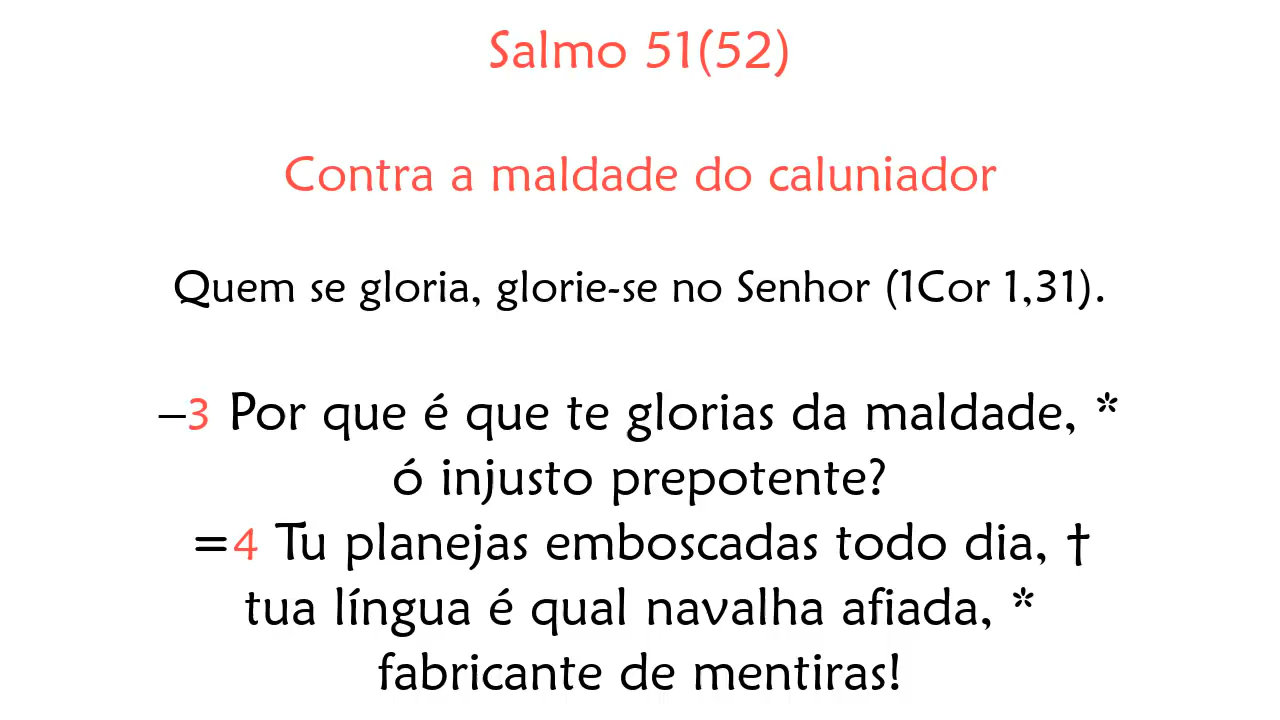 Salmo 51(52)
Contra a maldade do caluniador
Quem se gloria, glorie-se no Senhor (1Cor 1,31).
–3 Por que é que te glorias da maldade, *
ó injusto prepotente?
=4 Tu planejas emboscadas todo dia, †
tua língua é qual navalha afiada, *
fabricante de mentiras!